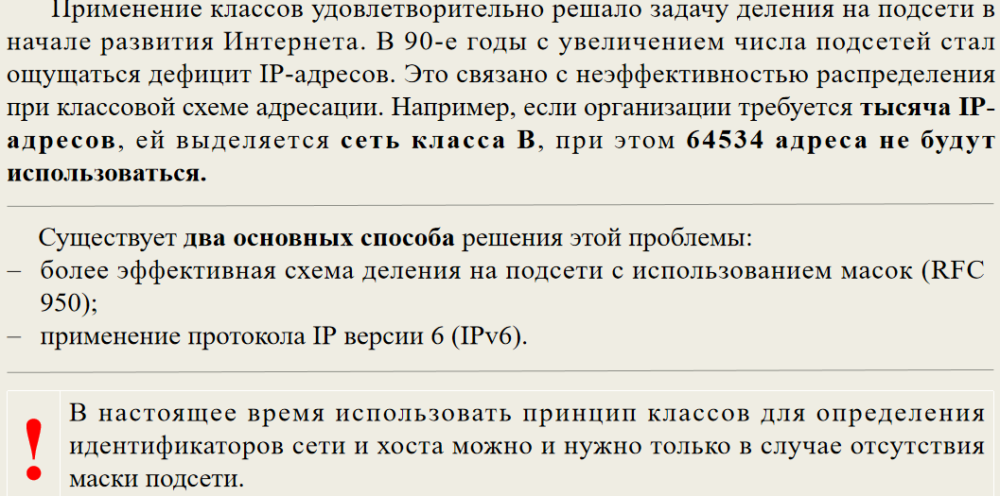 Применение классов удовлетворительно решало задачу деления на подсети в
начале развития Интернета. В 90-е годы с увеличением числа подсетей стал
ощущаться дефицит IP-адресов. Это связано с неэффективностью распределения
при классовой схеме адресации. Например, если организации требуется тысяча IP-
адресов, ей выделяется сеть класса B, при этом 64534 адреса не будут
использоваться.
Существует два основных способа решения этой проблемы:
– более эффективная схема деления на подсети с использованием масок (RFC
950);
– применение протокола IP версии 6 (IPv6).
! В настоящее время использовать принцип классов для определения
идентификаторов сети и хоста можно и нужно только в случае отсутствия
маски подсети.